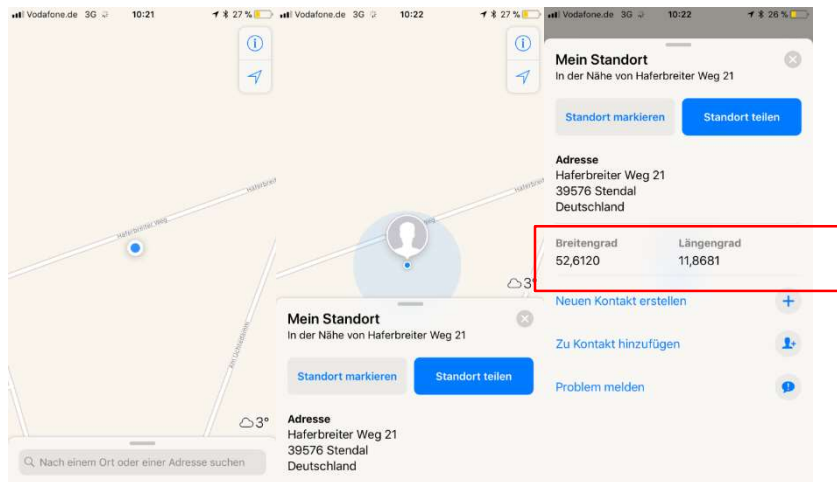 Vodafone.de 3G 10:21 27 %
Haferbreiter Weg
Am Uchtedamm
3°
Nach einem Ort oder einer Adresse suchen
Vodafone.de 3G 10:22 27 %
3°
Mein Standort
In der Nähe von Haferbreiter Weg 21
Standort markieren Standort teilen
Adresse
Haferbreiter Weg 21
39576 Stendal
Deutschland
Vodafone.de 3G 10:22 26 %
Mein Standort
In der Nähe von Haferbreiter Weg 21
Standort markieren Standort teilen
Adresse
Haferbreiter Weg 21
39576 Stendal
Deutschland
Breitengrad Längengrad
52,6120 11,8681
Neuen Kontakt erstellen
Zu Kontakt hinzufügen
Problem melden